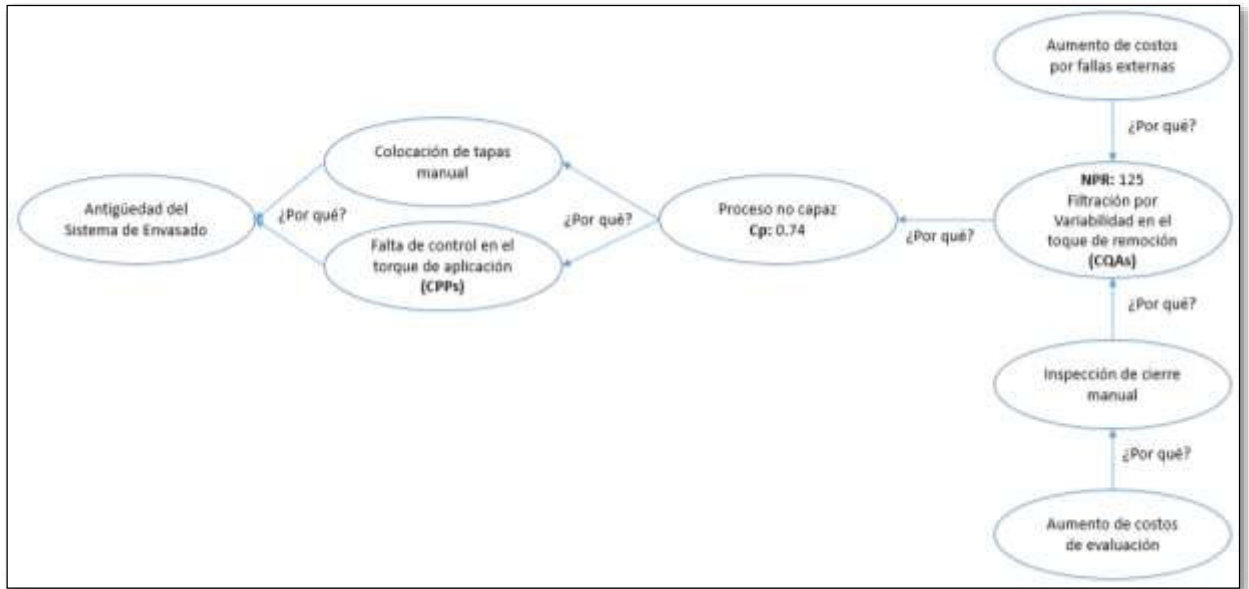 Aumento de costos
por fallas externas
¿Por qué?
Colocación de tapas
manual
Antigüedad del
Sistema de Envasado
¿Por qué?
Falta de control en el
torque de aplicación
(CPPs)
¿Por qué?
Proceso no capaz
Cp: 0.74
¿Por qué?
NPR: 125
Filtración por
Variabilidad en el
toque de remoción
(CQAs)
¿Por qué?
Inspección de cierre
manual
¿Por qué?
Aumento de costos
de evaluación